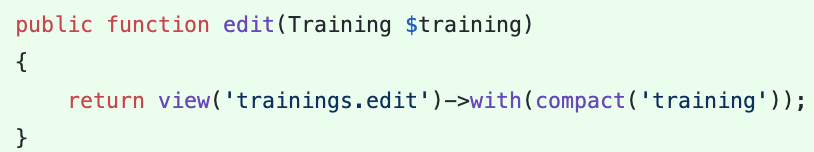 public function edit(Training $training)
{
    return view('trainings.edit')->with(compact('training'));
}